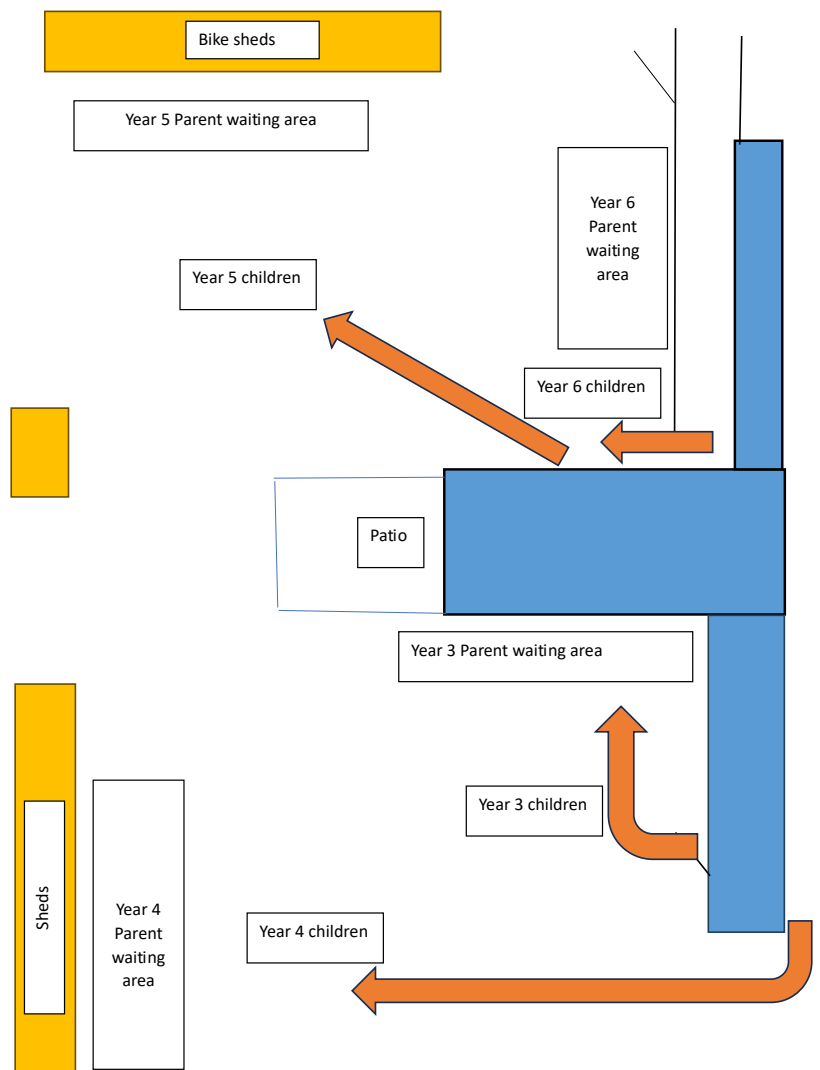 Bike sheds
Year 5 Parent waiting area
Year 6
Parent
waiting
area
Year 5 children
Year 6 children
Patio
Year 3 Parent waiting area
Year 3 children
Sheds
Year 4
Parent
waiting
area
Year 4 children